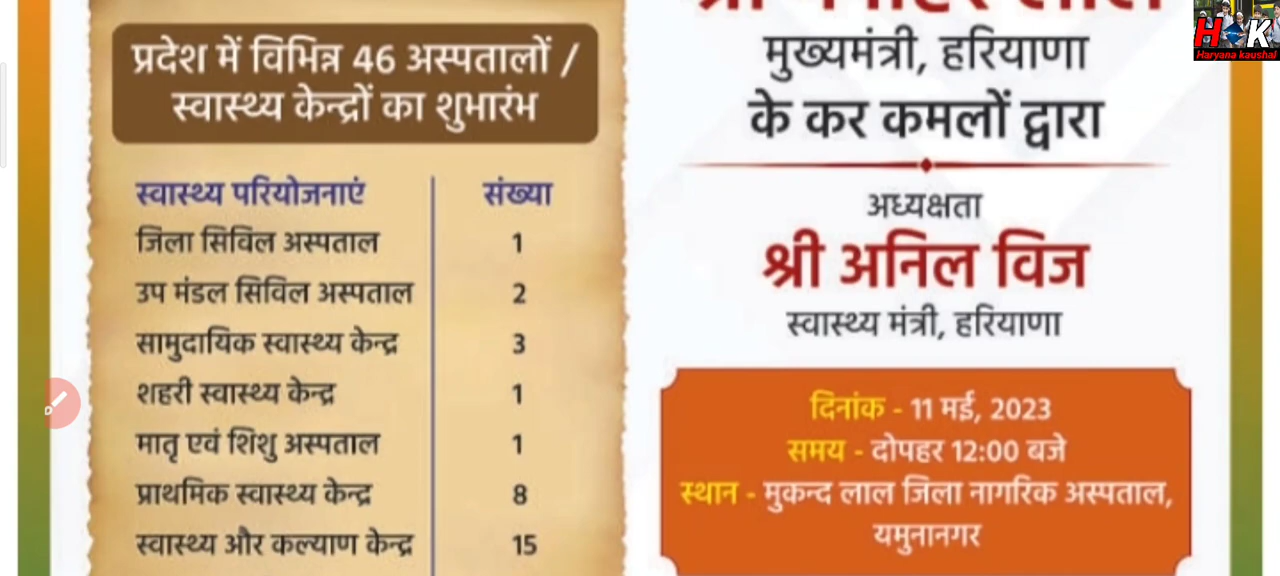 प्रदेश में विभिन्न 46 अस्पतालों /
स्वास्थ्य केन्द्रों का शुभारंभ
स्वास्थ्य परियोजनाएं संख्या
जिला सिविल अस्पताल 1
उप मंडल सिविल अस्पताल 2
सामुदायिक स्वास्थ्य केन्द्र 3
शहरी स्वास्थ्य केन्द्र 1
मातृ एवं शिशु अस्पताल 1
प्राथमिक स्वास्थ्य केन्द्र 8
स्वास्थ्य और कल्याण केन्द्र 15
श्री मनोहर लाल
मुख्यमंत्री, हरियाणा
के कर कमलों द्वारा
अध्यक्षता
श्री अनिल विज
स्वास्थ्य मंत्री, हरियाणा
दिनांक - 11 मई, 2023
समय - दोपहर 12:00 बजे
स्थान - मुकन्द लाल जिला नागरिक अस्पताल,
यमुनानगर
H K
Haryana kaushal